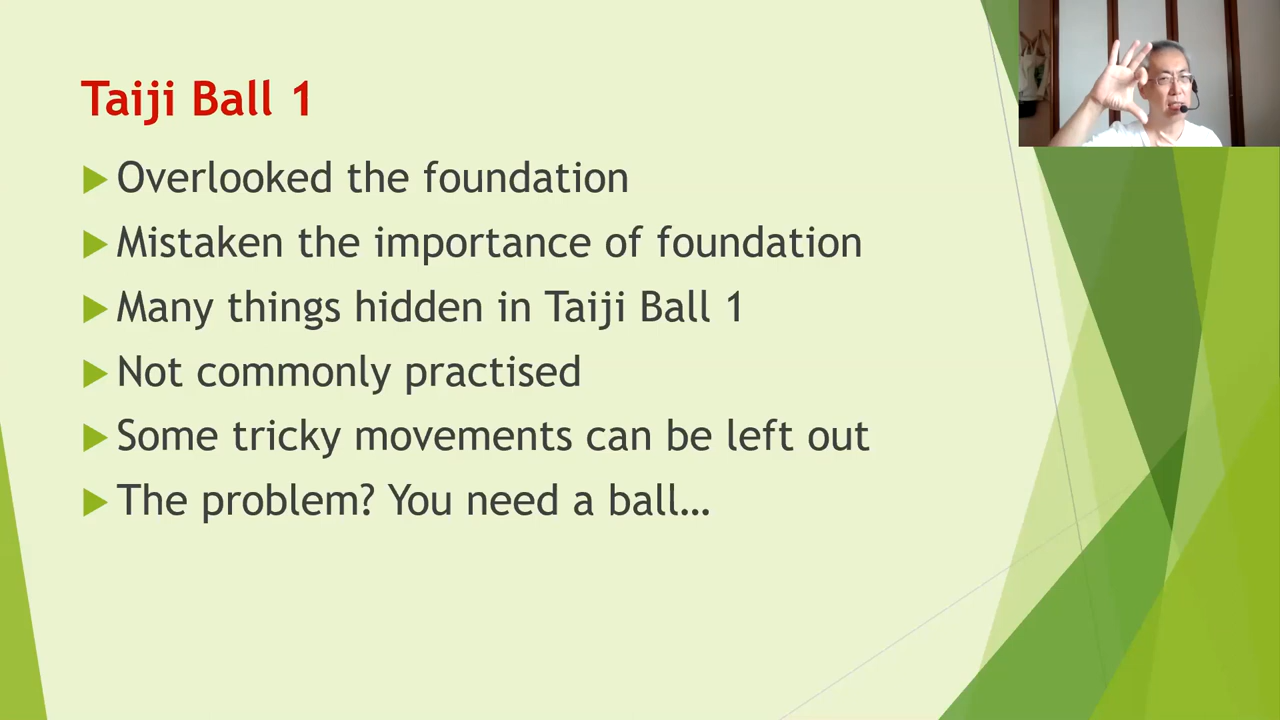 Taiji Ball 1
Overlooked the foundation
Mistaken the importance of foundation
Many things hidden in Taiji Ball 1
Not commonly practised
Some tricky movements can be left out
The problem? You need a ball…